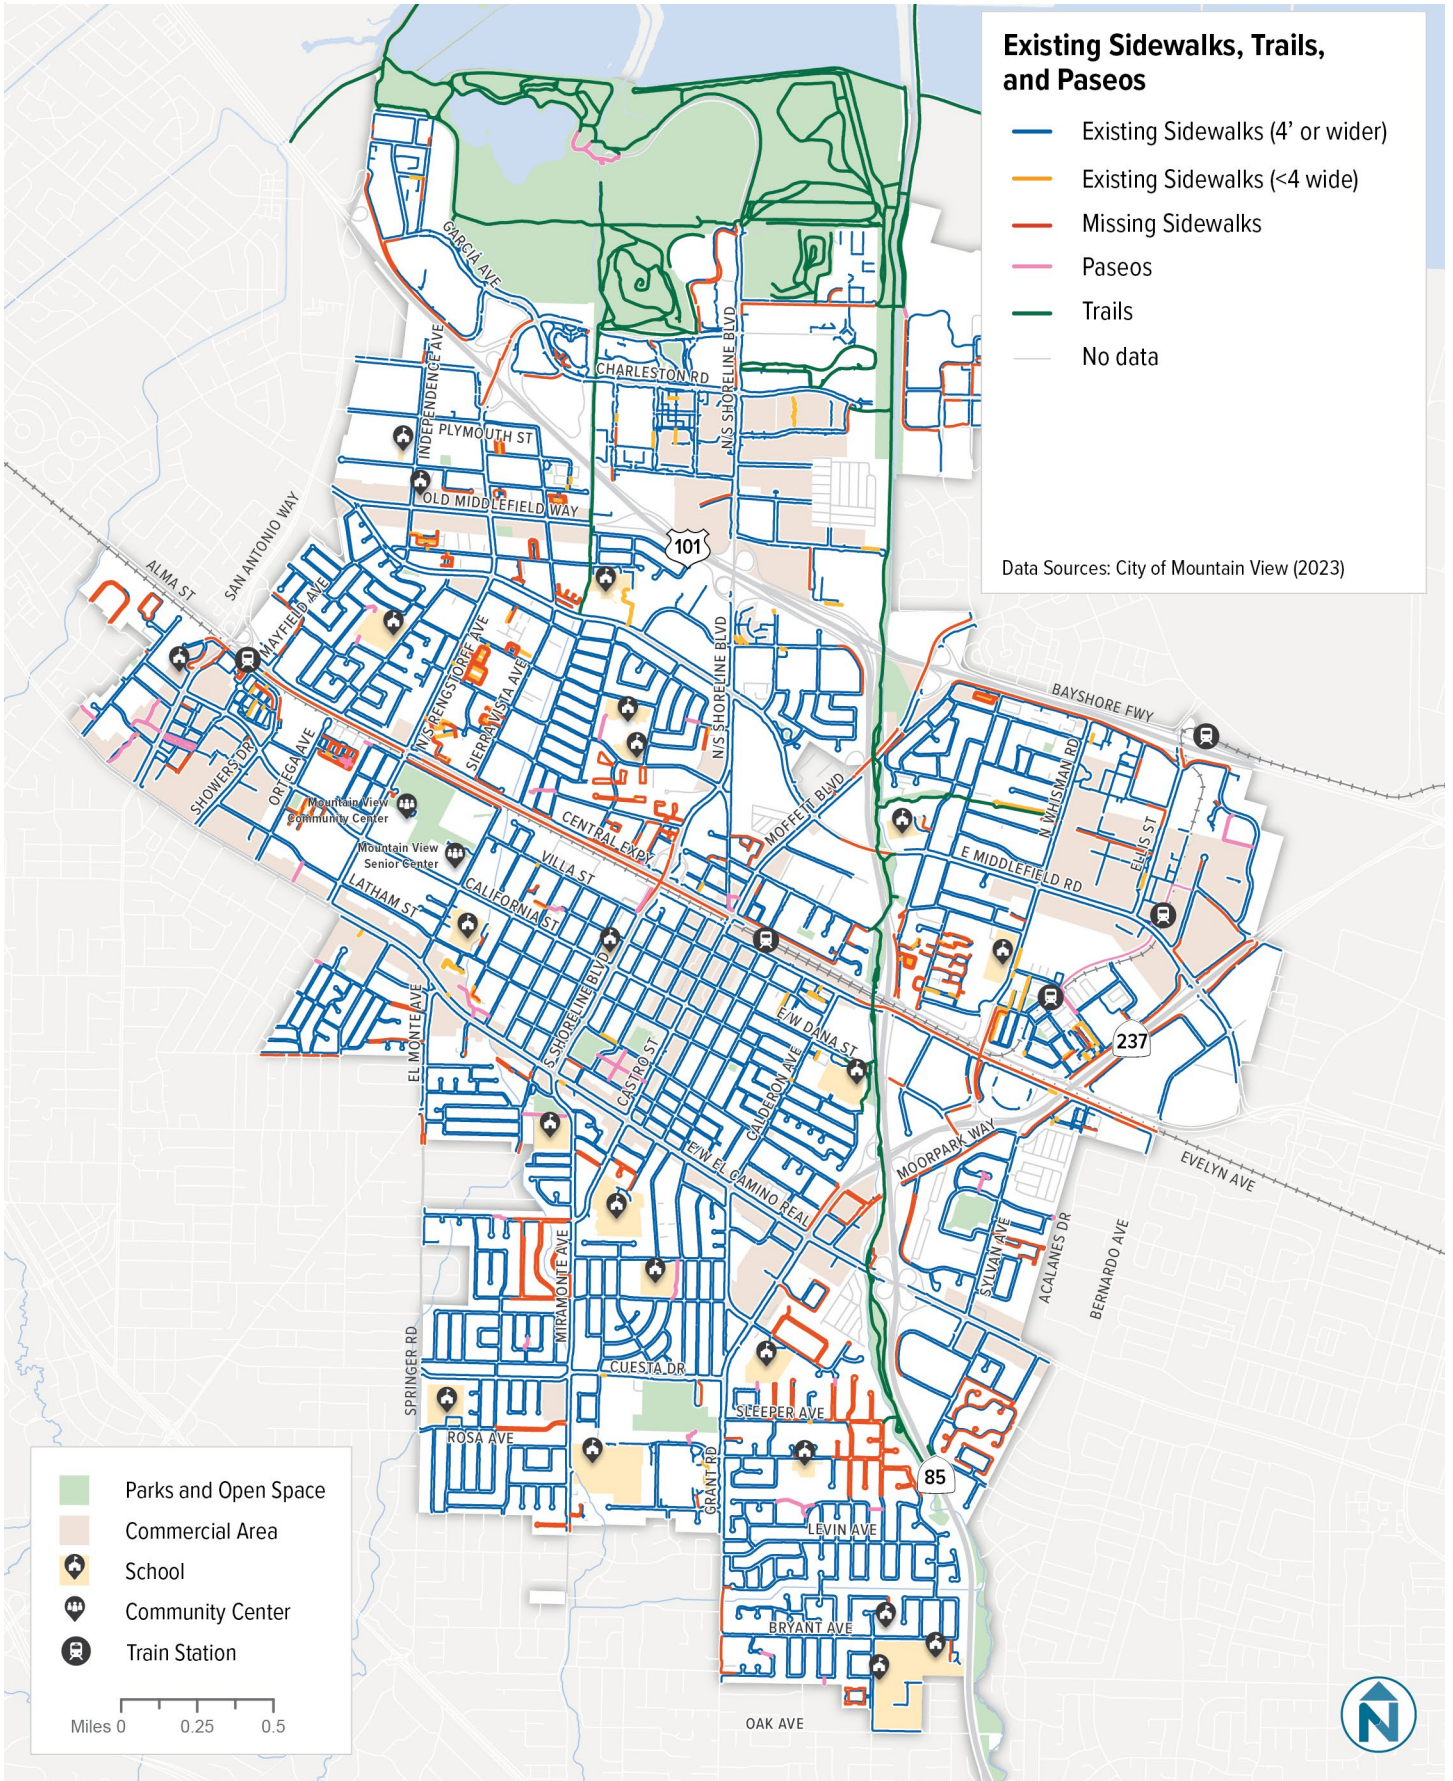 Existing Sidewalks, Trails,
and Paseos
Existing Sidewalks (4’ or wider)
Existing Sidewalks (<4 wide)
Missing Sidewalks
Paseos
Trails
No data
Data Sources: City of Mountain View (2023)
GARCIA AVE
INDEPENDENCE AVE
N/S SHORELINE BLVD
CHARLESTON RD
PLYMOUTH ST
OLD MIDDLEFIELD WAY
SAN ANTONIO WAY
101
ALMA ST
MAYFIELD AVE
N/S RENGSTORFF AVE
SIERRA VISTA AVE
N/S SHORELINE BLVD
BAYSHORE FWY
N WHISMAN RD
SHOWERS DR
ORTEGA AVE
Mountain View
Community Center
MOFFETT BLVD
CENTRAL EXPY
ELLIS ST
Mountain View
Senior Center
VILLA ST
E MIDDLEFIELD RD
LATHAM ST
CALIFORNIA ST
S SHORELINE BLVD
EL MONTE AVE
E/W DANA ST
237
CASTRO ST
CALDERON AVE
MOORPARK WAY
E/W EL CAMINO REAL
EVELYN AVE
SYLVAN AVE
ACALANES DR
BERNARDO AVE
MIRAMONTE AVE
SPRINGER RD
CUESTA DR
SLEEPER AVE
ROSA AVE
GRANT RD
85
LEVIN AVE
BRYANT AVE
OAK AVE
Parks and Open Space
Commercial Area
School
Community Center
Train Station
Miles 0 0.25 0.5
N